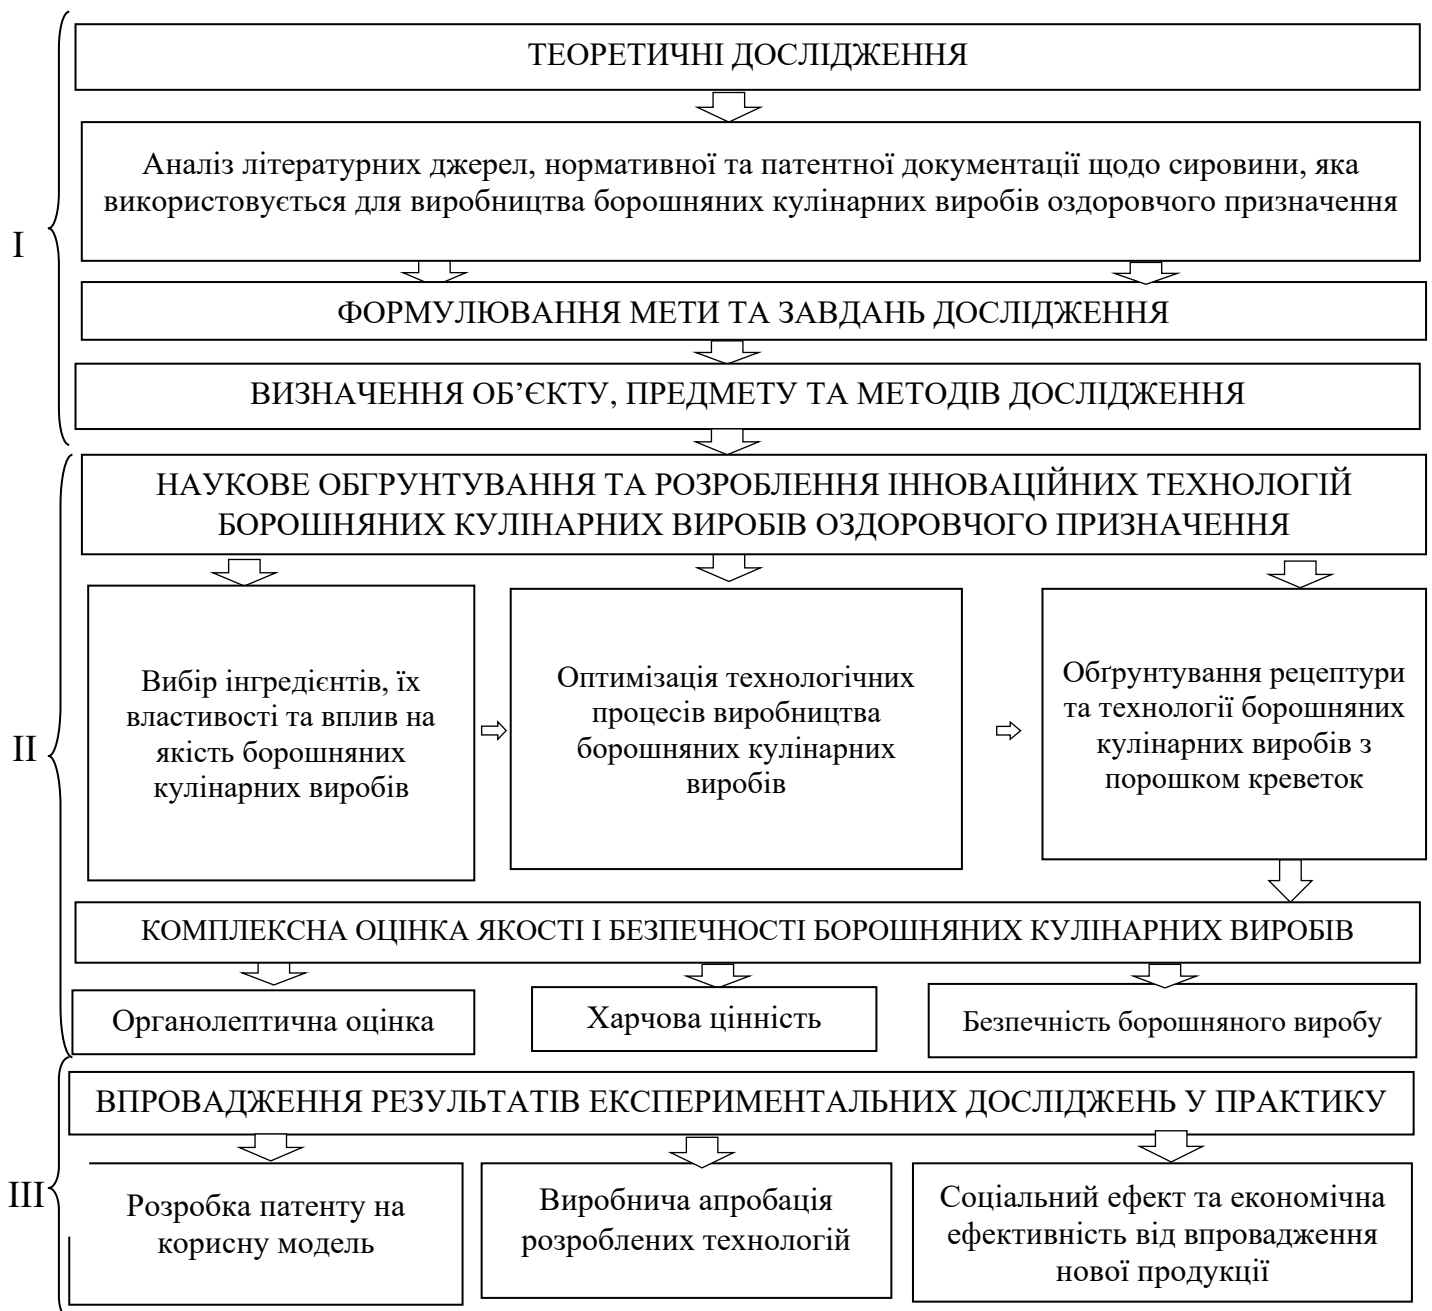 ТЕОРЕТИЧНІ ДОСЛІДЖЕННЯ
Аналіз літературних джерел, нормативної та патентної документації щодо сировини, яка
використовується для виробництва борошняних кулінарних виробів оздоровчого призначення
I
ФОРМУЛЮВАННЯ МЕТИ ТА ЗАВДАНЬ ДОСЛІДЖЕННЯ
ВИЗНАЧЕННЯ ОБ’ЄКТУ, ПРЕДМЕТУ ТА МЕТОДІВ ДОСЛІДЖЕННЯ
НАУКОВЕ ОБГРУНТУВАННЯ ТА РОЗРОБЛЕННЯ ІННОВАЦІЙНИХ ТЕХНОЛОГІЙ
БОРОШНЯНИХ КУЛІНАРНИХ ВИРОБІВ ОЗДОРОВЧОГО ПРИЗНАЧЕННЯ
II
Вибір інгредієнтів, їх
властивості та вплив на
якість борошняних
кулінарних виробів
Оптимізація технологічних
процесів виробництва
борошняних кулінарних
виробів
Обґрунтування рецептури
та технології борошняних
кулінарних виробів з
порошком креветок
КОМПЛЕКСНА ОЦІНКА ЯКОСТІ І БЕЗПЕЧНОСТІ БОРОШНЯНИХ КУЛІНАРНИХ ВИРОБІВ
Органолептична оцінка
Харчова цінність
Безпечність борошняного виробу
ВПРОВАДЖЕННЯ РЕЗУЛЬТАТІВ ЕКСПЕРИМЕНТАЛЬНИХ ДОСЛІДЖЕНЬ У ПРАКТИКУ
III
Розробка патенту на
корисну модель
Виробнича апробація
розроблених технологій
Соціальний ефект та економічна
ефективність від впровадження
нової продукції